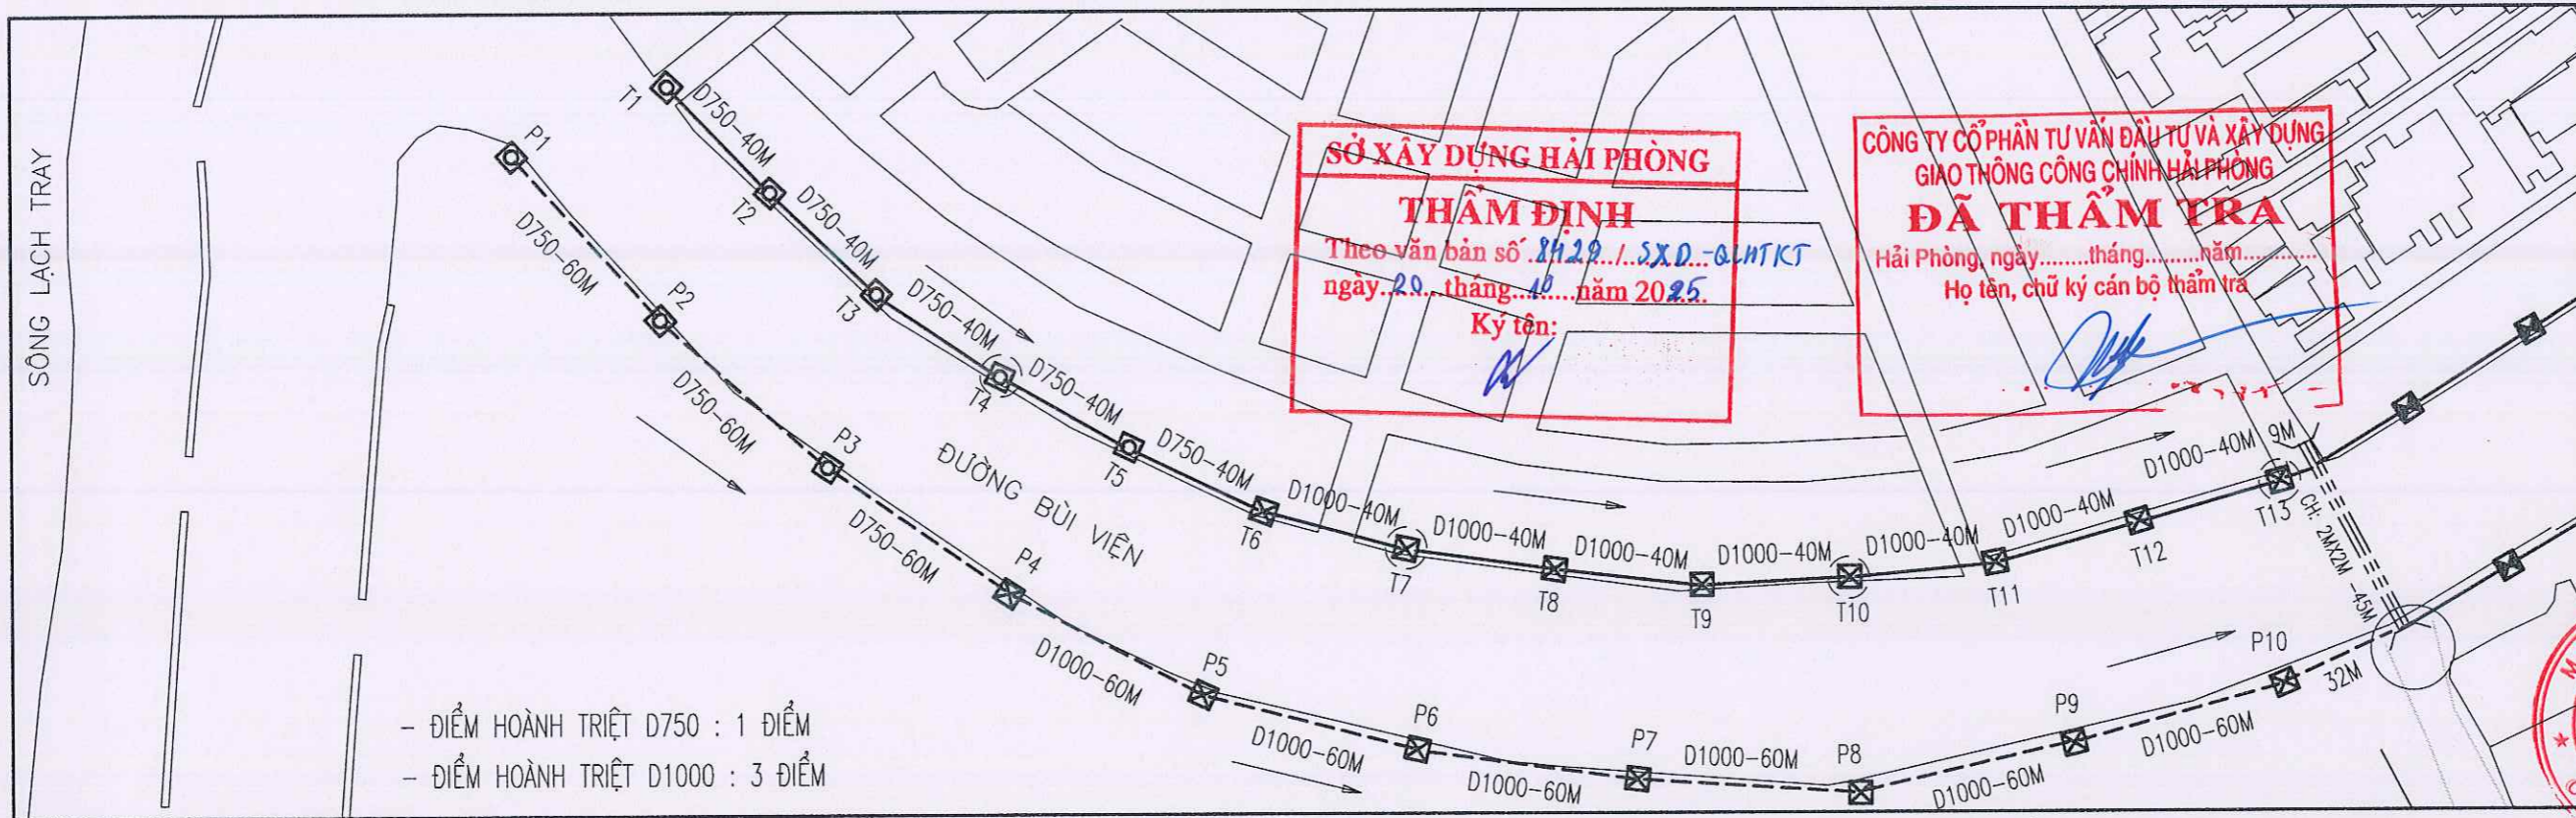 SÔNG LẠCH TRAY
T1
D750-40M
T2
D750-40M
T3
D750-40M
T4
D750-40M
T5
D750-40M
T6
D1000-40M
T7
D1000-40M
T8
D1000-40M
T9
D1000-40M
T10
D1000-40M
T11
D1000-40M
T12
D1000-40M
T13
9M
CH: 2MX2M -45M
P1
D750-60M
P2
D750-60M
P3
D750-60M
P4
D1000-60M
P5
D1000-60M
P6
D1000-60M
P7
D1000-60M
P8
D1000-60M
P9
D1000-60M
P10
32M
ĐƯỜNG BÙI VIỆN
SỞ XÂY DỰNG HẢI PHÒNG
THẨM ĐỊNH
Theo văn bản số 8429 / SXD-QLHTKT
ngày 20 tháng 10 năm 2025
Ký tên:
CÔNG TY CỔ PHẦN TƯ VẤN ĐẦU TƯ VÀ XÂY DỰNG
GIAO THÔNG CÔNG CHÍNH HẢI PHÒNG
ĐÃ THẨM TRA
Hải Phòng, ngày........tháng.........năm...........
Họ tên, chữ ký cán bộ thẩm tra
- ĐIỂM HOÀNH TRIỆT D750 : 1 ĐIỂM
- ĐIỂM HOÀNH TRIỆT D1000 : 3 ĐIỂM